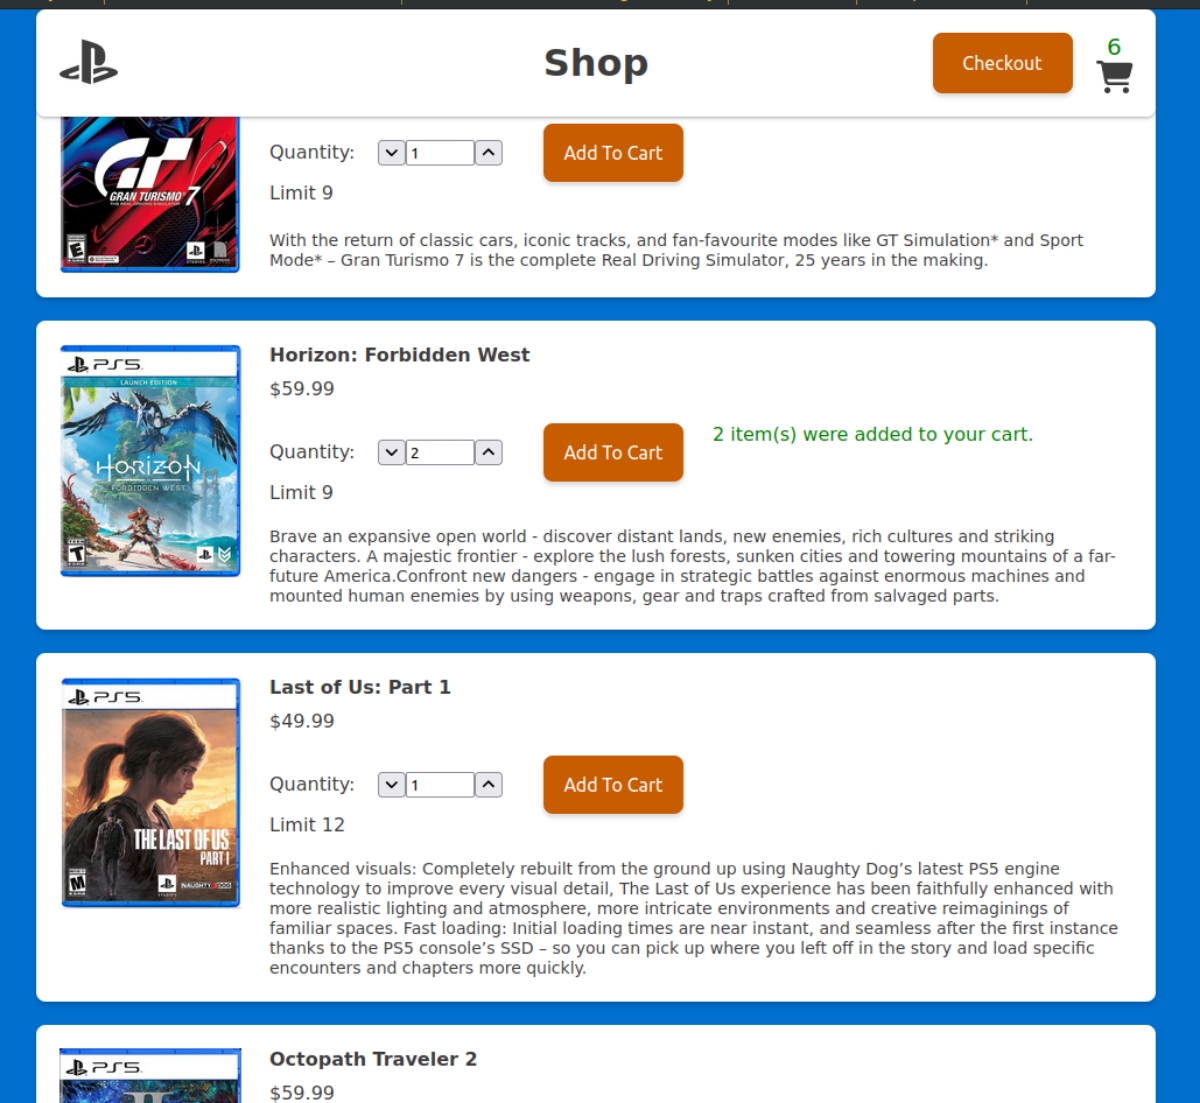 Shop
Checkout
6
GRAN TURISMO 7
THE REAL DRIVING SIMULATOR
E
Quantity:
1
Add To Cart
Limit 9
With the return of classic cars, iconic tracks, and fan-favourite modes like GT Simulation* and Sport
Mode* – Gran Turismo 7 is the complete Real Driving Simulator, 25 years in the making.
PS5
LAUNCH EDITION
HORIZON
FORBIDDEN WEST
T
Horizon: Forbidden West
$59.99
Quantity:
2
Add To Cart
2 item(s) were added to your cart.
Limit 9
Brave an expansive open world - discover distant lands, new enemies, rich cultures and striking
characters. A majestic frontier - explore the lush forests, sunken cities and towering mountains of a far-
future America.Confront new dangers - engage in strategic battles against enormous machines and
mounted human enemies by using weapons, gear and traps crafted from salvaged parts.
PS5
THE LAST OF US
PART I
M
NAUGHTY DOG
Last of Us: Part 1
$49.99
Quantity:
1
Add To Cart
Limit 12
Enhanced visuals: Completely rebuilt from the ground up using Naughty Dog’s latest PS5 engine
technology to improve every visual detail, The Last of Us experience has been faithfully enhanced with
more realistic lighting and atmosphere, more intricate environments and creative reimaginings of
familiar spaces. Fast loading: Initial loading times are near instant, and seamless after the first instance
thanks to the PS5 console’s SSD – so you can pick up where you left off in the story and load specific
encounters and chapters more quickly.
PS5
Octopath Traveler 2
$59.99